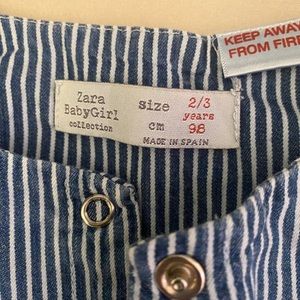 KEEP AWAY
FROM FIRE
Zara
BabyGirl
collection
size 2/3
years
cm 98
MADE IN SPAIN